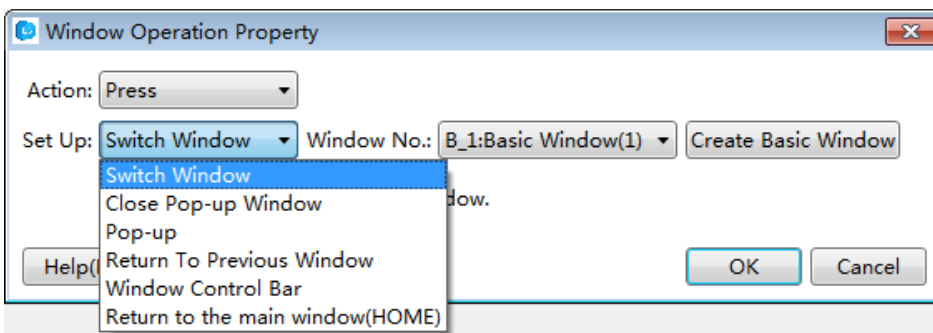 Window Operation Property
Action: Press
Set Up: Switch Window Window No.: B_1:Basic Window(1) Create Basic Window
Switch Window
Close Pop-up Window dow.
Pop-up
Return To Previous Window
Help( OK Cancel
Window Control Bar
Return to the main window(HOME)